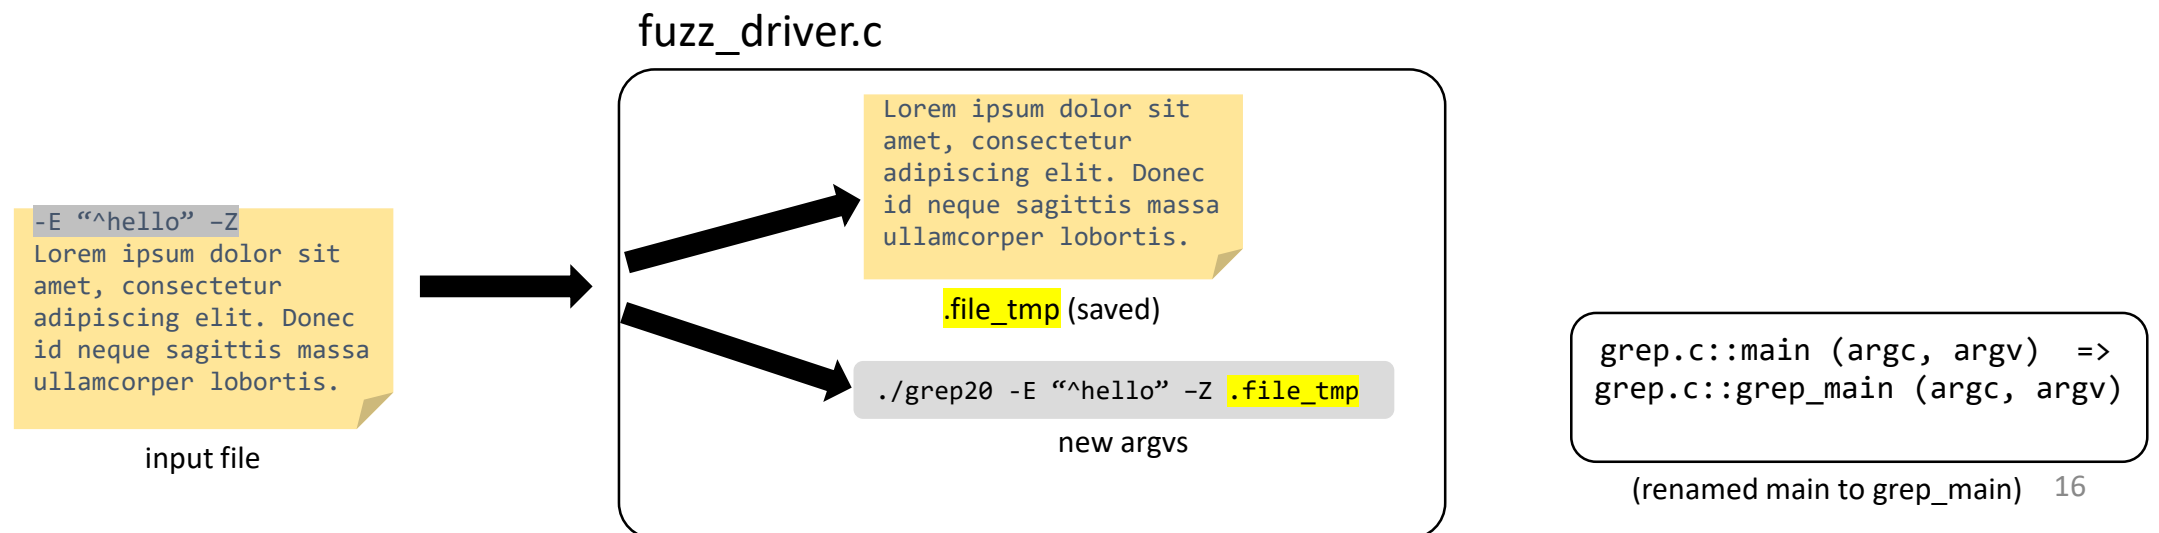 fuzz_driver.c
-E “^hello” –Z
Lorem ipsum dolor sit
amet, consectetur
adipiscing elit. Donec
id neque sagittis massa
ullamcorper lobortis.
input file
Lorem ipsum dolor sit
amet, consectetur
adipiscing elit. Donec
id neque sagittis massa
ullamcorper lobortis.
.file_tmp (saved)
./grep20 -E “^hello” –Z .file_tmp
new argvs
grep.c::main (argc, argv)  =>
grep.c::grep_main (argc, argv)
(renamed main to grep_main)
16